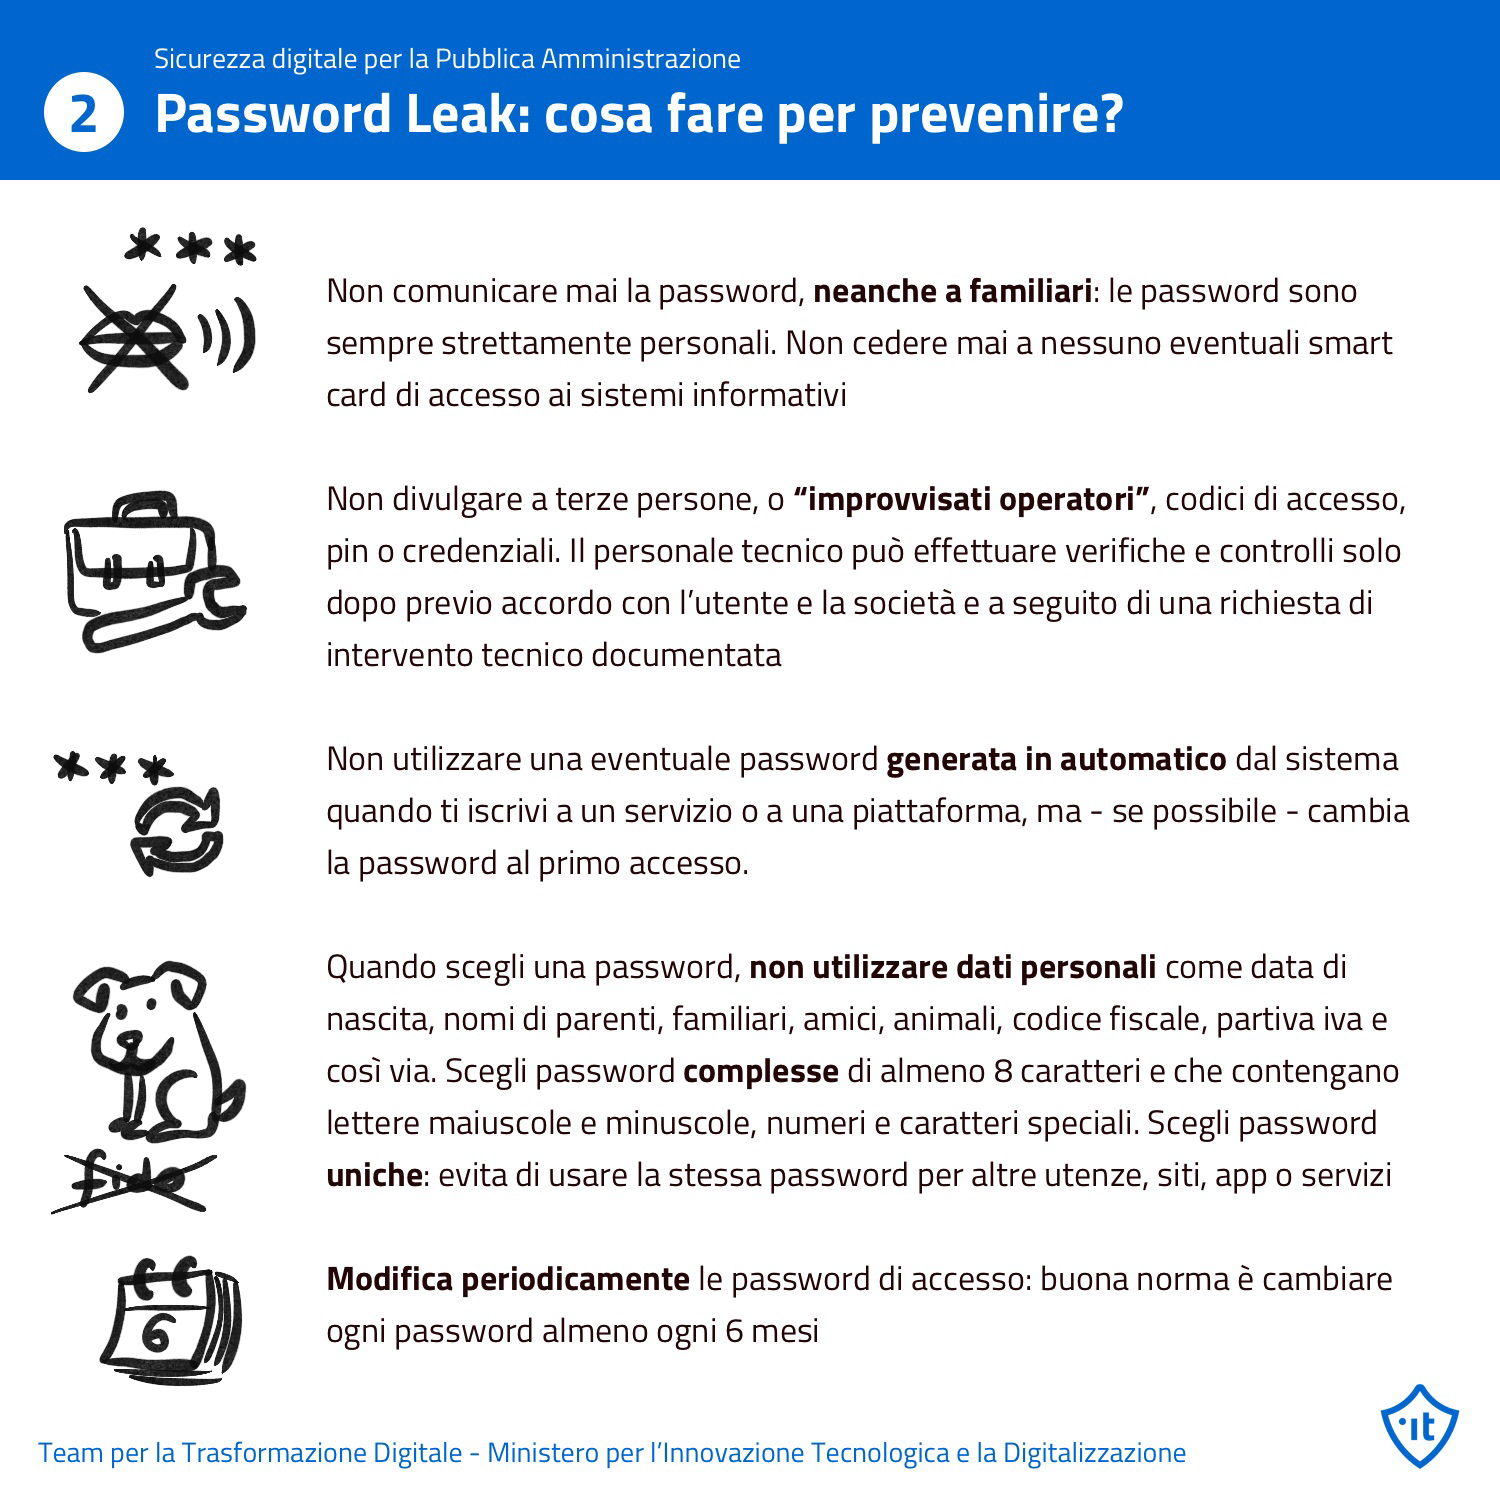 Sicurezza digitale per la Pubblica Amministrazione
2
Password Leak: cosa fare per prevenire?
Non comunicare mai la password, neanche a familiari: le password sono
sempre strettamente personali. Non cedere mai a nessuno eventuali smart
card di accesso ai sistemi informativi
Non divulgare a terze persone, o “improvvisati operatori”, codici di accesso,
pin o credenziali. Il personale tecnico può effettuare verifiche e controlli solo
dopo previo accordo con l’utente e la società e a seguito di una richiesta di
intervento tecnico documentata
Non utilizzare una eventuale password generata in automatico dal sistema
quando ti iscrivi a un servizio o a una piattaforma, ma - se possibile - cambia
la password al primo accesso.
Quando scegli una password, non utilizzare dati personali come data di
nascita, nomi di parenti, familiari, amici, animali, codice fiscale, partiva iva e
così via. Scegli password complesse di almeno 8 caratteri e che contengano
lettere maiuscole e minuscole, numeri e caratteri speciali. Scegli password
uniche: evita di usare la stessa password per altre utenze, siti, app o servizi
fido
Modifica periodicamente le password di accesso: buona norma è cambiare
ogni password almeno ogni 6 mesi
6
.it
Team per la Trasformazione Digitale - Ministero per l’Innovazione Tecnologica e la Digitalizzazione